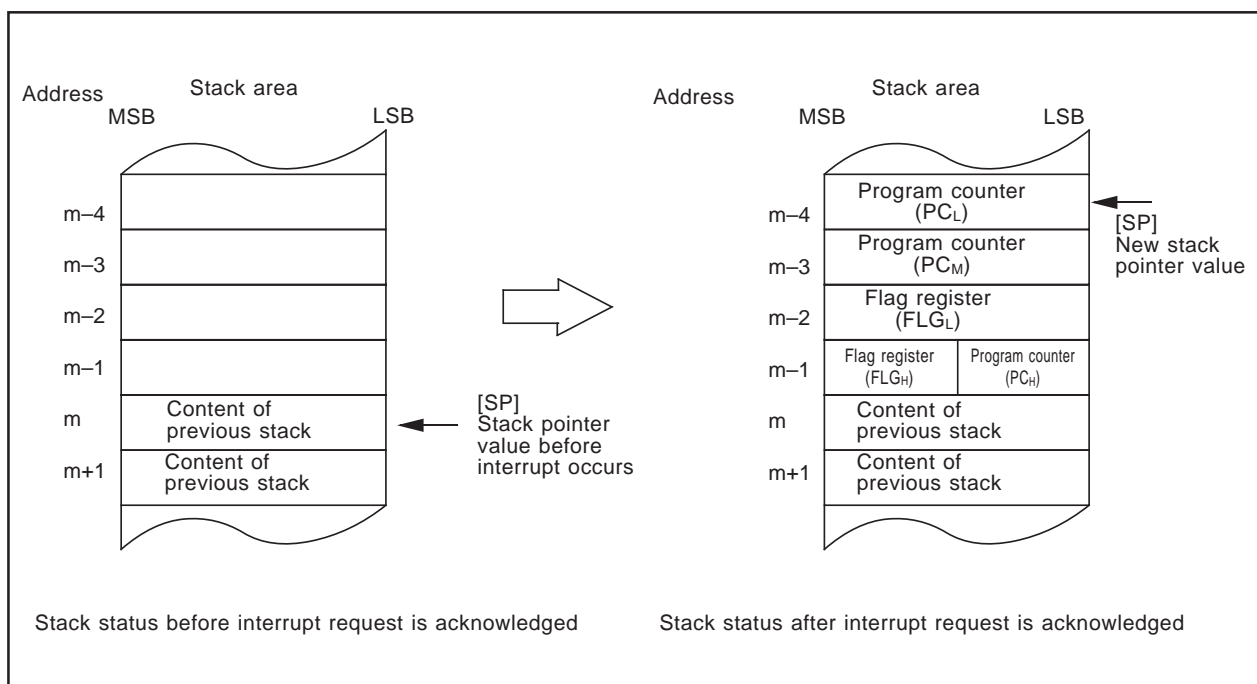 Address
Stack area
MSB
LSB
m–4
m–3
m–2
m–1
m
Content of
previous stack
m+1
Content of
previous stack
[SP]
Stack pointer
value before
interrupt occurs
Stack status before interrupt request is acknowledged
Address
Stack area
MSB
LSB
m–4
Program counter
(PCL)
[SP]
New stack
pointer value
m–3
Program counter
(PCM)
m–2
Flag register
(FLGL)
m–1
Flag register
(FLGH)
Program counter
(PCH)
m
Content of
previous stack
m+1
Content of
previous stack
Stack status after interrupt request is acknowledged